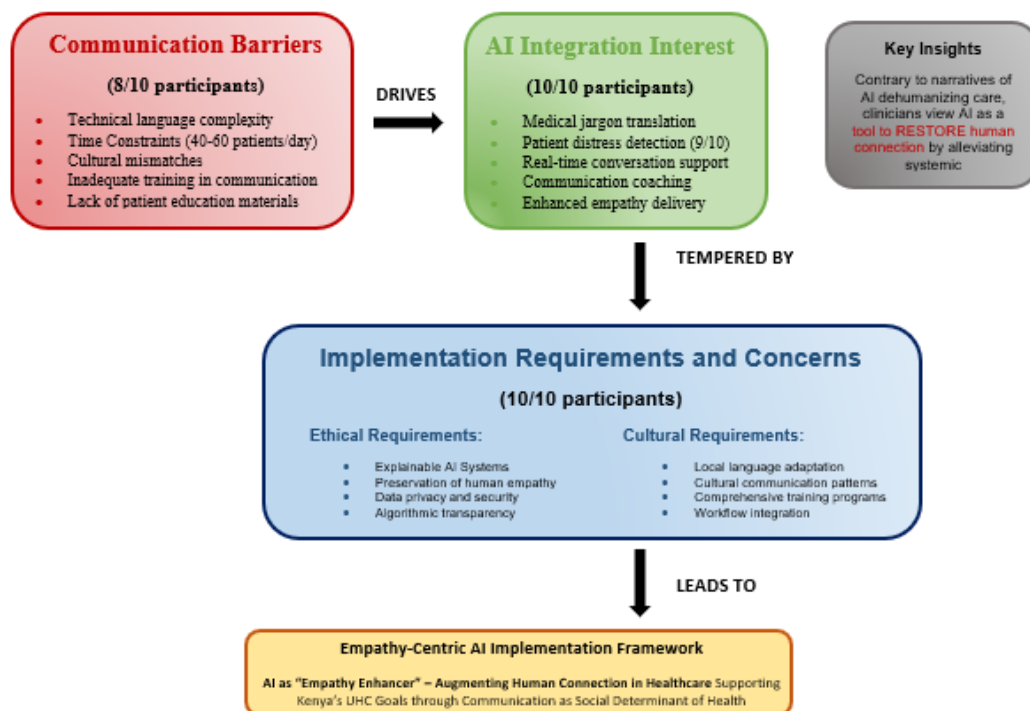 Communication Barriers
(8/10 participants)
• Technical language complexity
• Time Constraints (40-60 patients/day)
• Cultural mismatches
• Inadequate training in communication
• Lack of patient education materials
DRIVES
AI Integration Interest
(10/10 participants)
• Medical jargon translation
• Patient distress detection (9/10)
• Real-time conversation support
• Communication coaching
• Enhanced empathy delivery
Key Insights
Contrary to narratives of
AI dehumanizing care,
clinicians view AI as a
tool to RESTORE human
connection by alleviating
systemic
TEMPERED BY
Implementation Requirements and Concerns
(10/10 participants)
Ethical Requirements:
• Explainable AI Systems
• Preservation of human empathy
• Data privacy and security
• Algorithmic transparency
Cultural Requirements:
• Local language adaptation
• Cultural communication patterns
• Comprehensive training programs
• Workflow integration
LEADS TO
Empathy-Centric AI Implementation Framework
AI as “Empathy Enhancer” – Augmenting Human Connection in Healthcare Supporting
Kenya’s UHC Goals through Communication as Social Determinant of Health